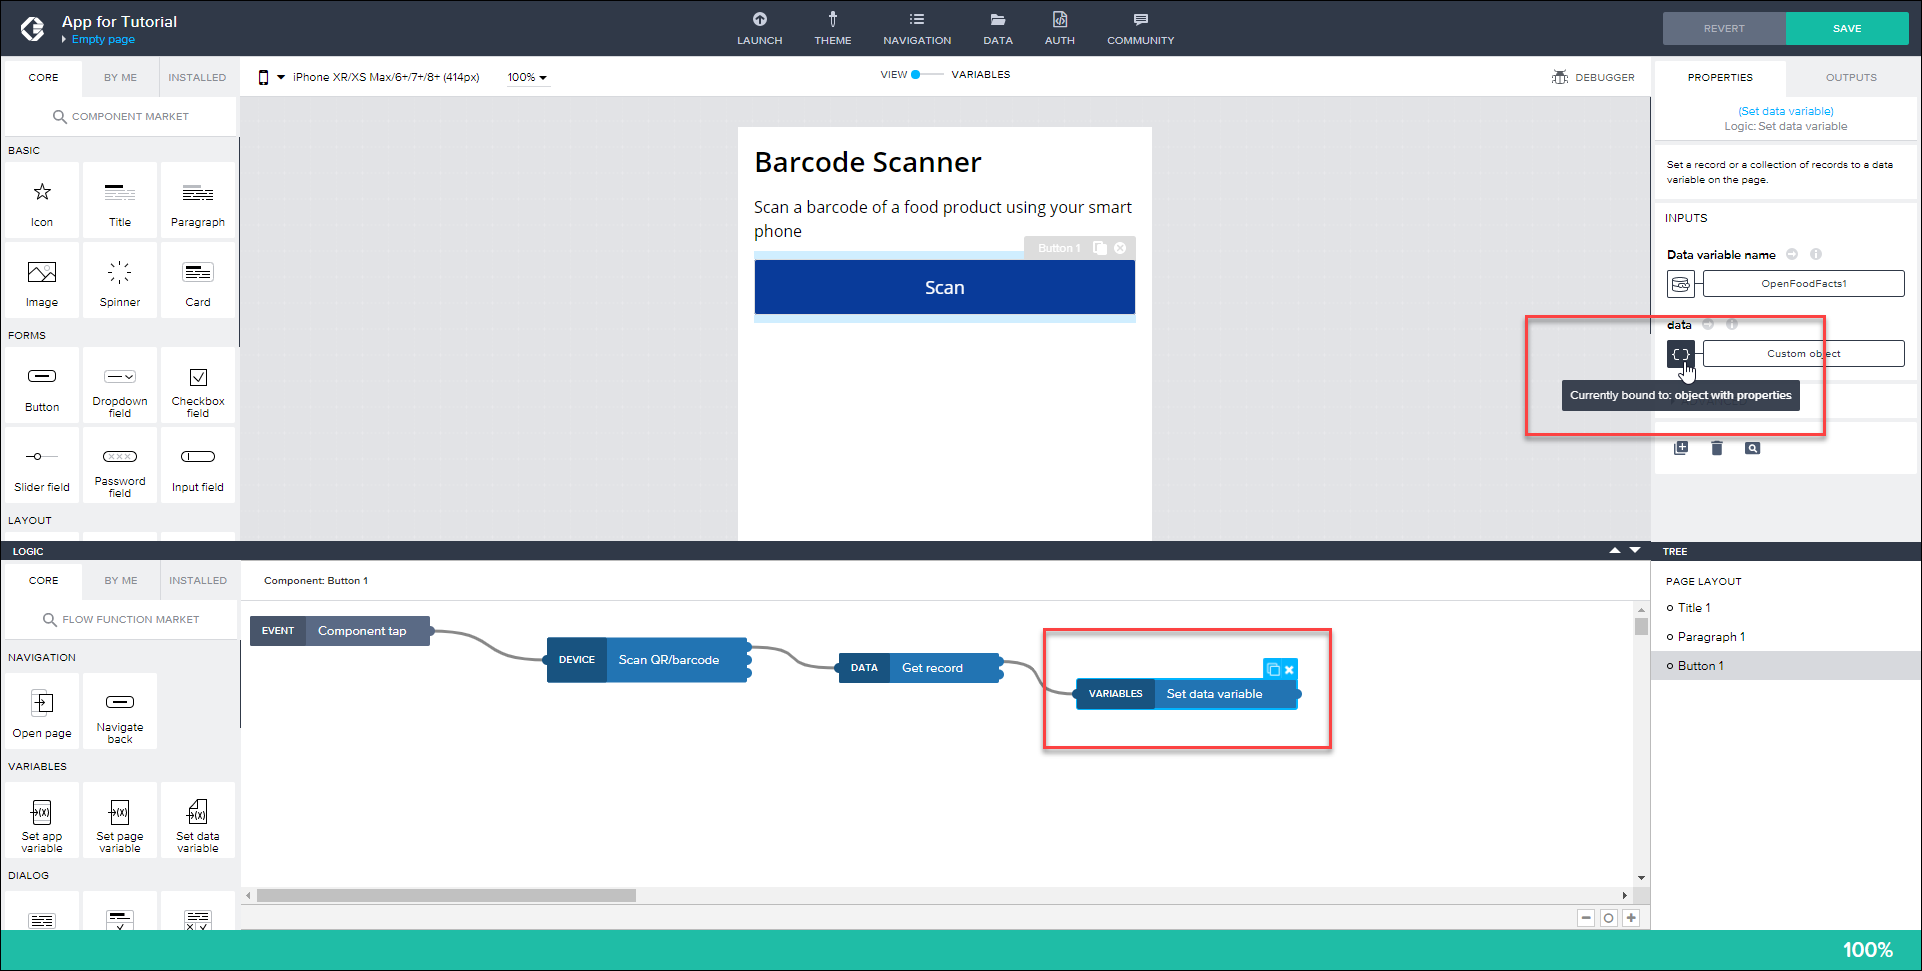 App for Tutorial
Empty page
LAUNCH
THEME
NAVIGATION
DATA
AUTH
COMMUNITY
REVERT
SAVE
CORE
BY ME
INSTALLED
iPhone XR/XS Max/6+/7+/8+ (414px)
100%
VIEW
VARIABLES
DEBUGGER
PROPERTIES
OUTPUTS
COMPONENT MARKET
(Set data variable)
Logic: Set data variable
BASIC
Icon
Title
Paragraph
Image
Spinner
Card
FORMS
Button
Dropdown
field
Checkbox
field
Slider field
Password
field
Input field
LAYOUT
Barcode Scanner
Scan a barcode of a food product using your smart
phone
Button 1
Scan
Set a record or a collection of records to a data
variable on the page.
INPUTS
Data variable name
OpenFoodFacts1
data
Custom object
Currently bound to: object with properties
LOGIC
TREE
CORE
BY ME
INSTALLED
Component: Button 1
FLOW FUNCTION MARKET
EVENT
Component tap
DEVICE
Scan QR/barcode
DATA
Get record
VARIABLES
Set data variable
PAGE LAYOUT
Title 1
Paragraph 1
Button 1
NAVIGATION
Open page
Navigate
back
VARIABLES
Set app
variable
Set page
variable
Set data
variable
DIALOG
100%